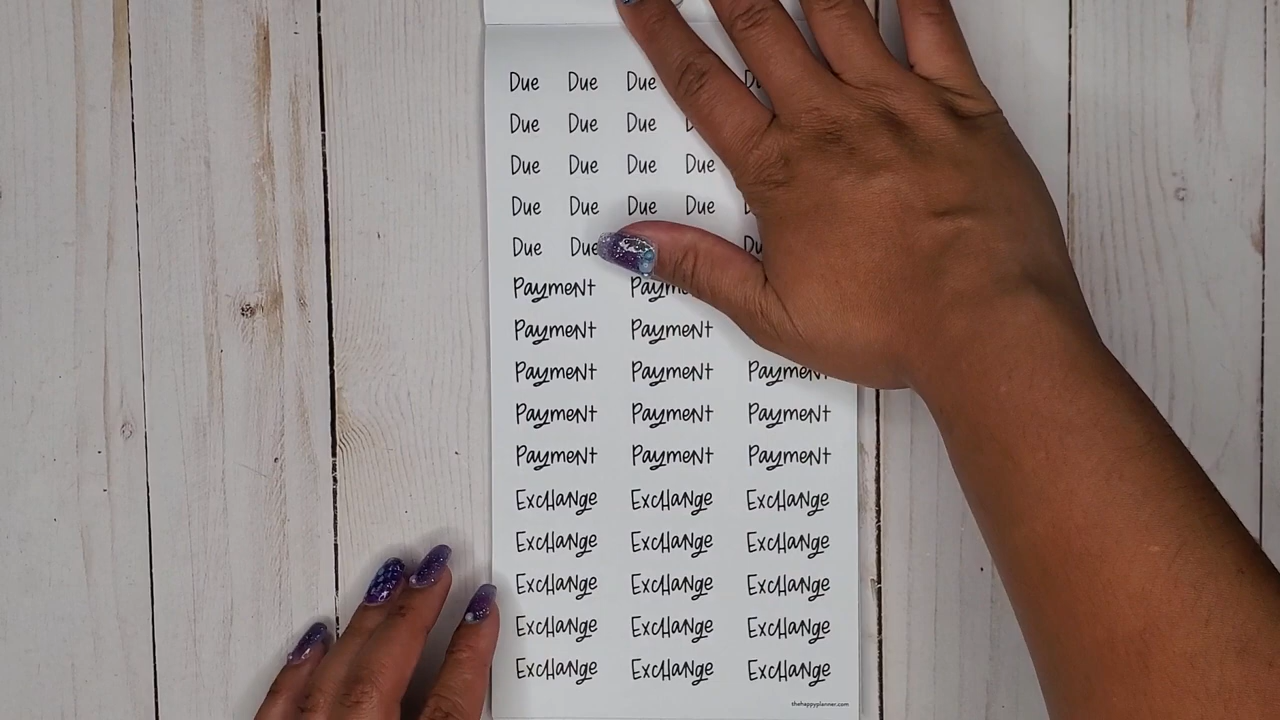 Due Due Due
Due Due Due
Due Due Due Due
Due Due Due Due
Due Due
Payment
Payment Payment
Payment Payment Payment
Payment Payment Payment
Payment Payment Payment
Exchange Exchange Exchange
Exchange Exchange Exchange
Exchange Exchange Exchange
Exchange Exchange Exchange
Exchange Exchange Exchange
thehappyplanner.com